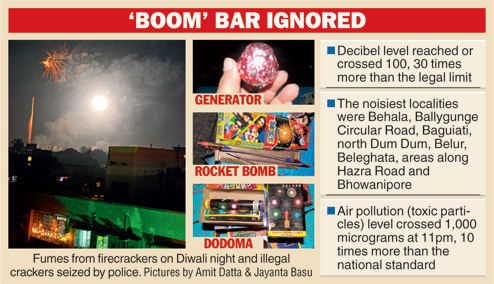 'BOOM' BAR IGNORED
GENERATOR
ROCKET BOMB
DODOMA
Fumes from firecrackers on Diwali night and illegal
crackers seized by police. Pictures by Amit Datta & Jayanta Basu
Decibel level reached or
crossed 100, 30 times
more than the legal limit
The noisiest localities
were Behala, Ballygunge
Circular Road, Baguiati,
north Dum Dum, Belur,
Beleghata, areas along
Hazra Road and
Bhowanipore
Air pollution (toxic parti-
cles) level crossed 1,000
micrograms at 11pm, 10
times more than the
national standard